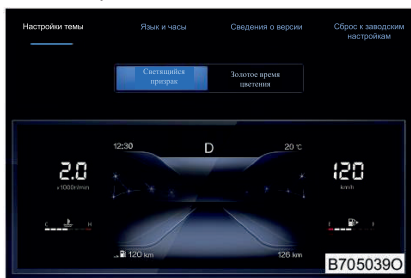 Настройки темы
Язык и часы
Сведения о версии
Сброс к заводским
настройкам
Светящийся
призрак
Золотое время
цветения
12:30
D
20 °C
2.0
x1000r/min
120
km/h
C H
E F
120 km
126 km
B705039O